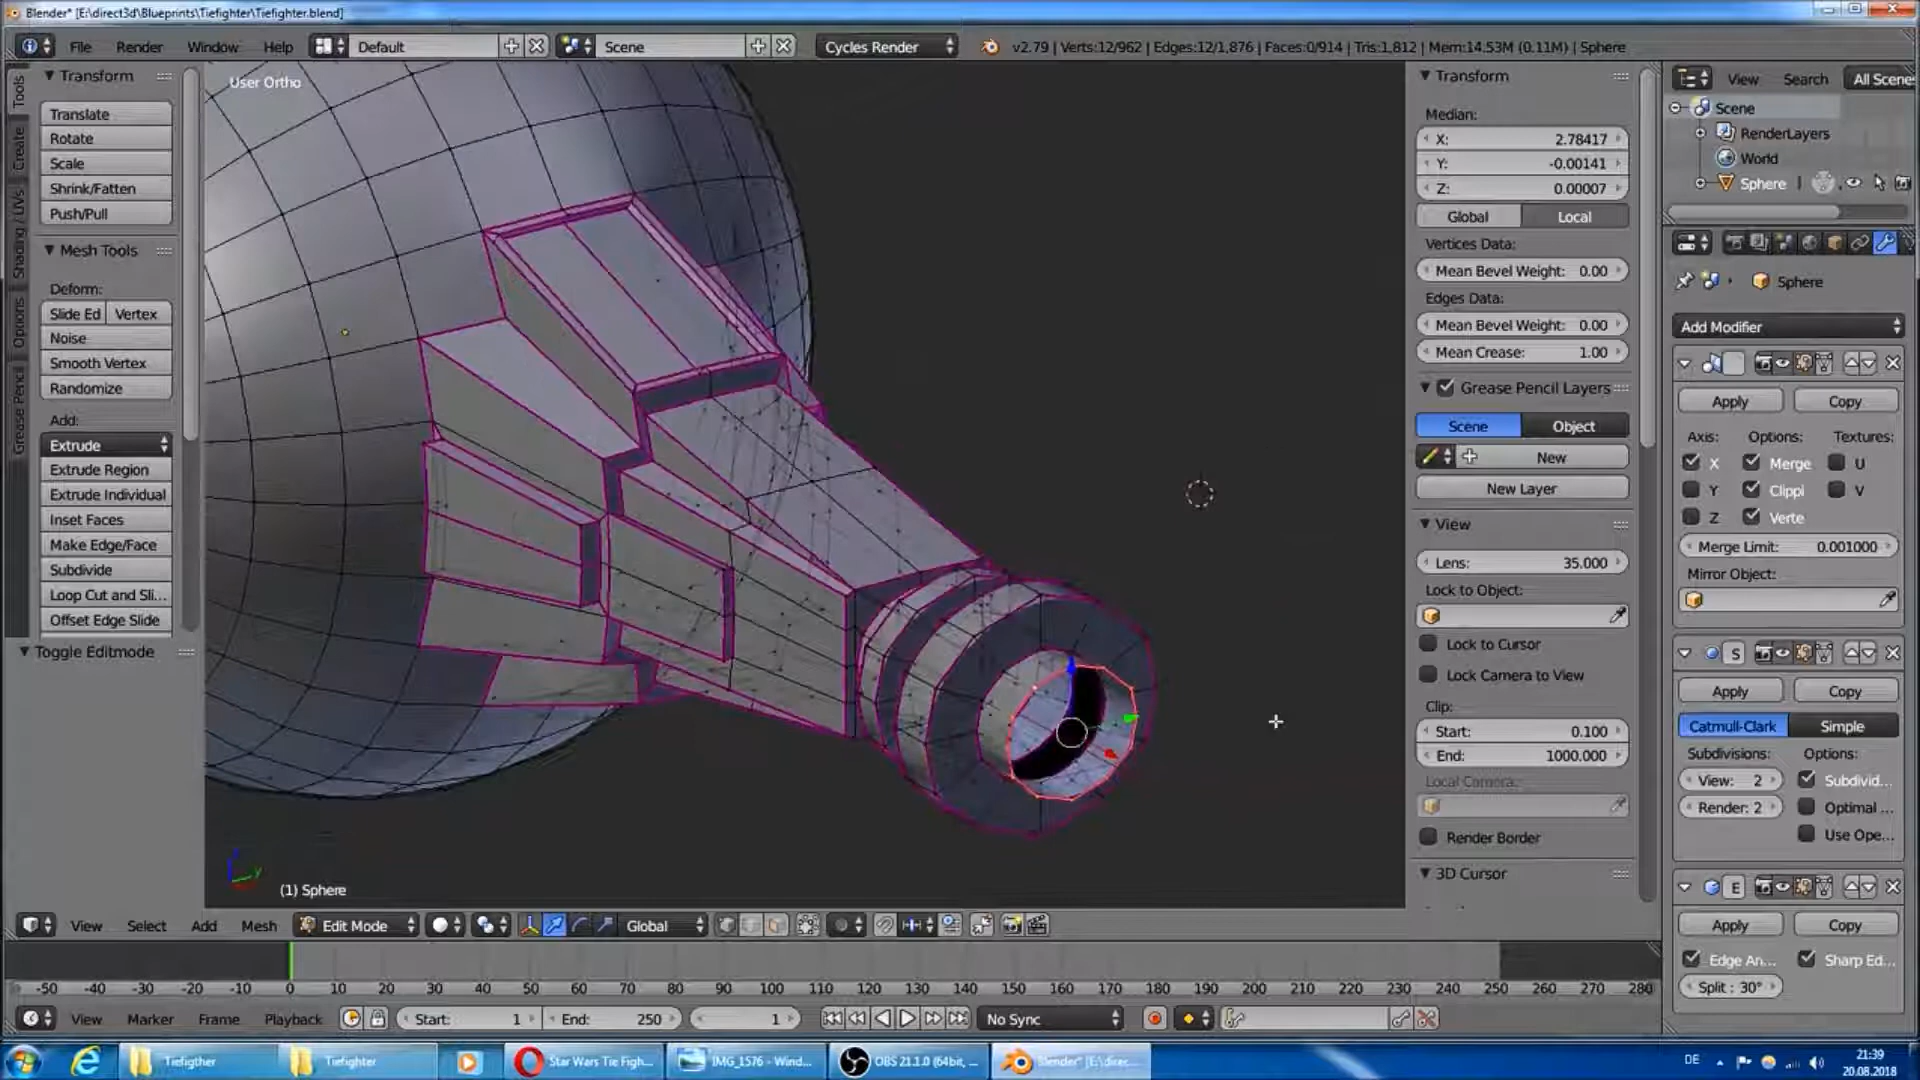 Blender* [E:\direct3d\Blueprints\Tiefighter\Tiefighter.blend]
File Render Window Help Default Scene Cycles Render v2.79 | Verts:12/962 | Edges:12/1,876 | Faces:0/914 | Tris:1,812 | Mem:14.53M (0.11M) | Sphere
Tools
Create
Shading / UVs
Options
Grease Pencil
Transform
Translate
Rotate
Scale
Shrink/Fatten
Push/Pull
Mesh Tools
Deform:
Slide Ed Vertex
Noise
Smooth Vertex
Randomize
Add:
Extrude
Extrude Region
Extrude Individual
Inset Faces
Make Edge/Face
Subdivide
Loop Cut and Sli...
Offset Edge Slide
Toggle Editmode
User Ortho
(1) Sphere
Transform
Median:
X: 2.78417
Y: -0.00141
Z: 0.00007
Global Local
Vertices Data:
Mean Bevel Weight: 0.00
Edges Data:
Mean Bevel Weight: 0.00
Mean Crease: 1.00
Grease Pencil Layers
Scene Object
New
New Layer
View
Lens: 35.000
Lock to Object:
Lock to Cursor
Lock Camera to View
Clip:
Start: 0.100
End: 1000.000
Local Camera:
Render Border
3D Cursor
View Search All Scene
Scene
RenderLayers
World
Sphere
Sphere
Add Modifier
Apply Copy
Axis: Options: Textures:
X Merge U
Y Clippi V
Z Verte
Merge Limit: 0.001000
Mirror Object:
S
Apply Copy
Catmull-Clark Simple
Subdivisions: Options:
View: 2 Subdivid...
Render: 2 Optimal ...
Use Ope...
E
Apply Copy
Edge An... Sharp Ed...
Split : 30°
View Select Add Mesh Edit Mode Global
-50 -40 -30 -20 -10 0 10 20 30 40 50 60 70 80 90 100 110 120 130 140 150 160 170 180 190 200 210 220 230 240 250 260 270 280
View Marker Frame Playback Start: 1 End: 250 1 No Sync
Tiefigther Tiefighter Star Wars Tie Figh... IMG_1576 - Wind... OBS 21.1.0 (64bit, ... Blender* [E:\direc... DE 21:39
20.08.2018